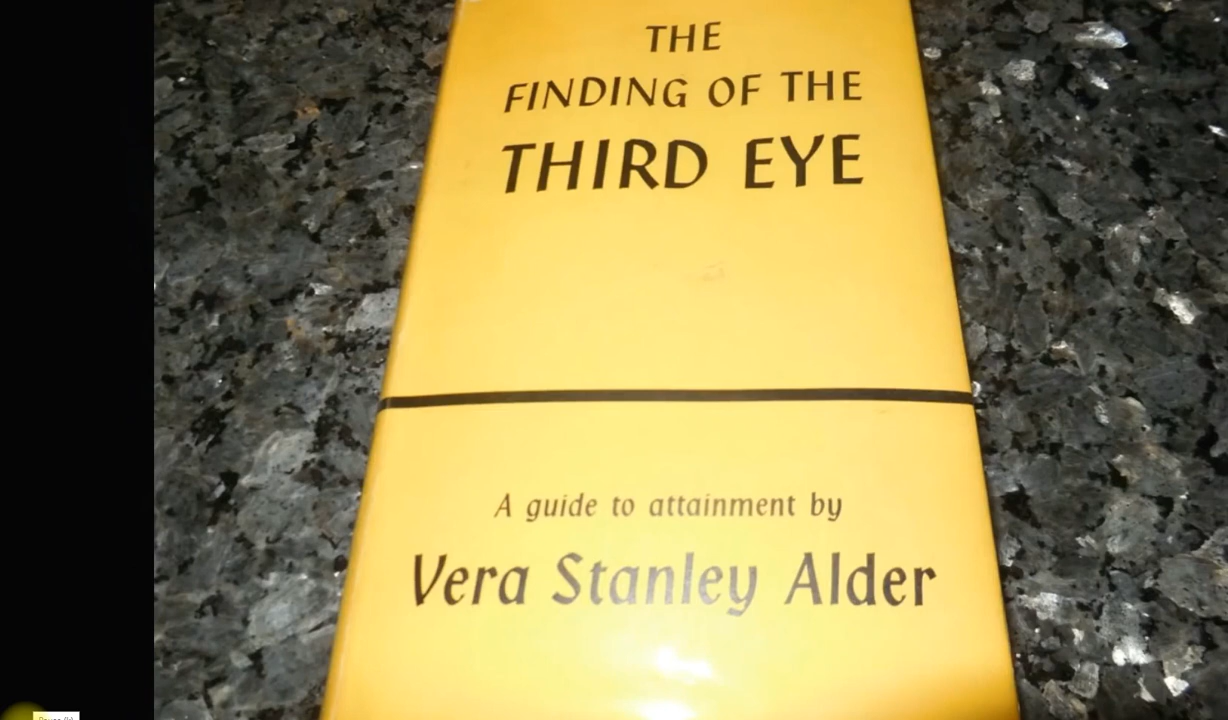 THE
FINDING OF THE
THIRD EYE
A guide to attainment by
Vera Stanley Alder